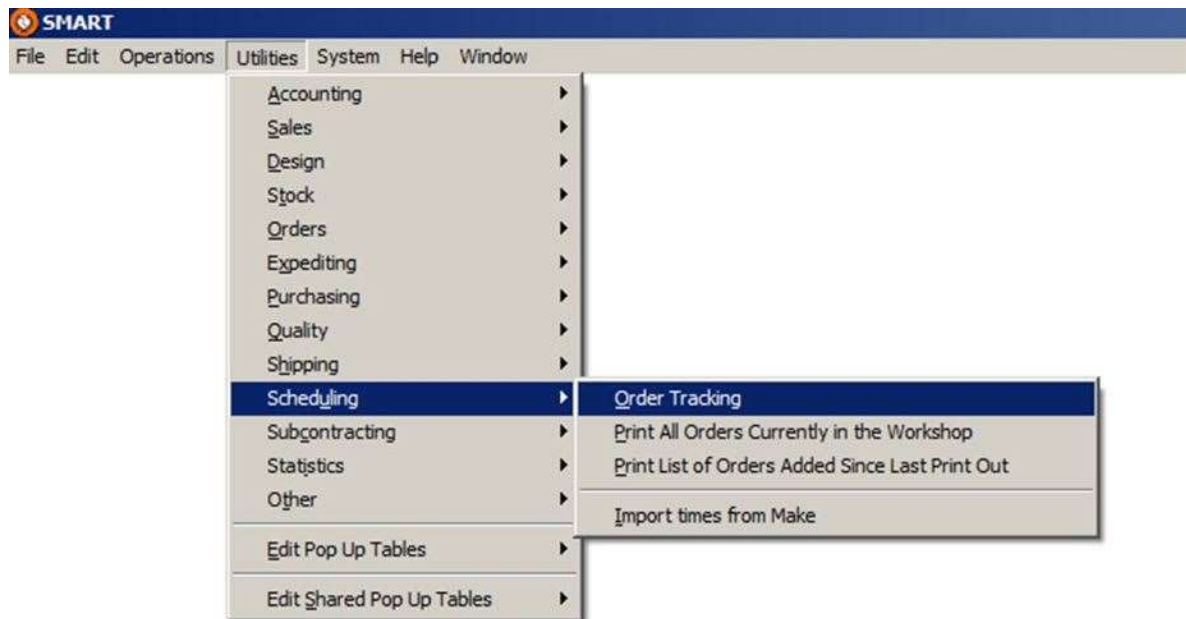 SMART
File Edit Operations Utilities System Help Window
Accounting
Sales
Design
Stock
Orders
Expediting
Purchasing
Quality
Shipping
Scheduling
Order Tracking
Subcontracting
Print All Orders Currently in the Workshop
Statistics
Print List of Orders Added Since Last Print Out
Other
Import times from Make
Edit Pop Up Tables
Edit Shared Pop Up Tables